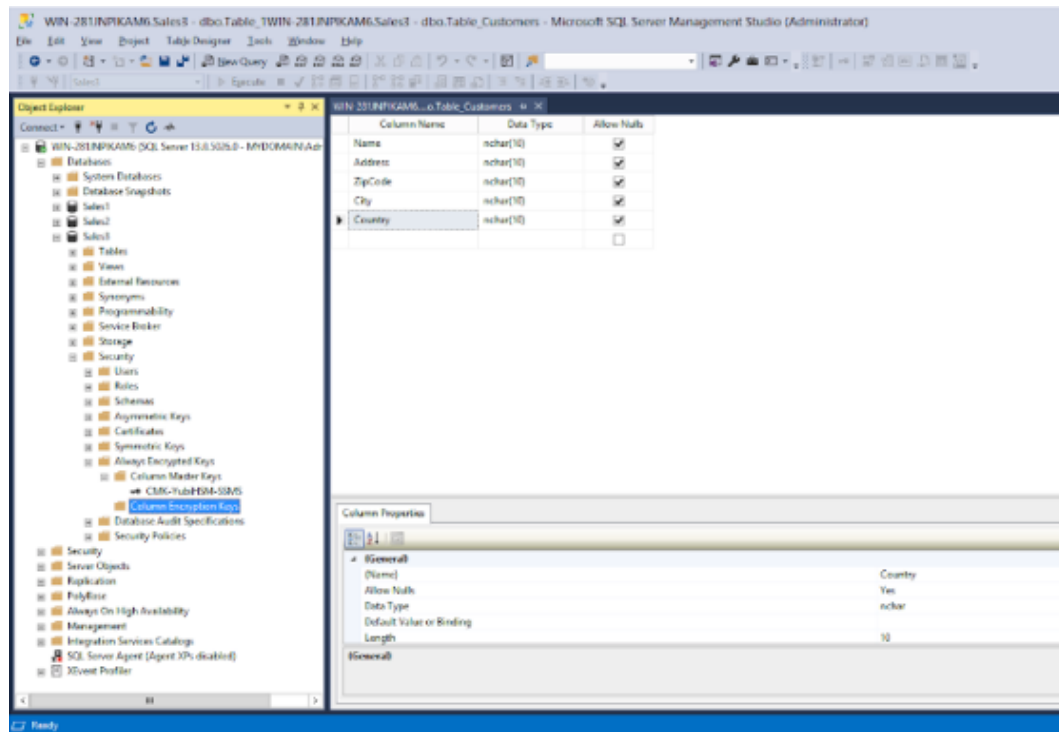 WIN-281JNPIKAM6.Sales3 - dbo.Table_1WIN-281JNPIKAM6.Sales3 - dbo.Table_Customers - Microsoft SQL Server Management Studio (Administrator)
File Edit View Project Table Designer Tools Window Help
New Query
Select Execute
Object Explorer
WIN-281JNPIKAM6...o.Table_Customers
Connect
Column Name Data Type Allow Nulls
WIN-281JNPIKAM6 (SQL Server 13.0.5026.0 - MYDOMAIN\Adr
Databases
System Databases
Database Snapshots
Sales1
Sales2
Sales3
Tables
Views
External Resources
Synonyms
Programmability
Service Broker
Storage
Security
Users
Roles
Schemas
Asymmetric Keys
Certificates
Symmetric Keys
Always Encrypted Keys
Column Master Keys
CMK-YubiHSM-SSMS
Column Encryption Keys
Database Audit Specifications
Security Policies
Security
Server Objects
Replication
PolyBase
Always On High Availability
Management
Integration Services Catalogs
SQL Server Agent (Agent XPs disabled)
XEvent Profiler
Name nchar(10)
Address nchar(10)
ZipCode nchar(10)
City nchar(10)
Country nchar(10)
Column Properties
(General)
(Name) Country
Allow Nulls Yes
Data Type nchar
Default Value or Binding
Length 10
(General)
Ready